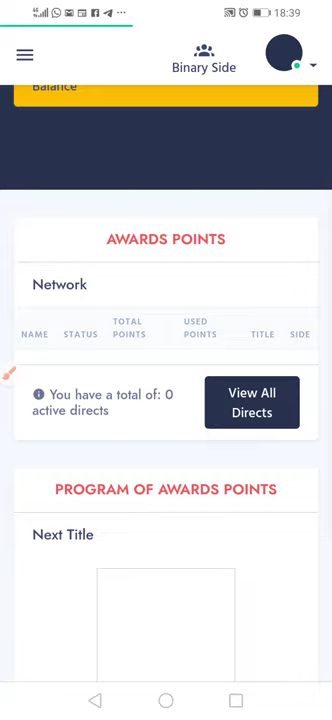 18:39
Binary Side
Balance
AWARDS POINTS
Network
NAME STATUS TOTAL POINTS USED POINTS TITLE SIDE
You have a total of: 0
active directs
View All
Directs
PROGRAM OF AWARDS POINTS
Next Title